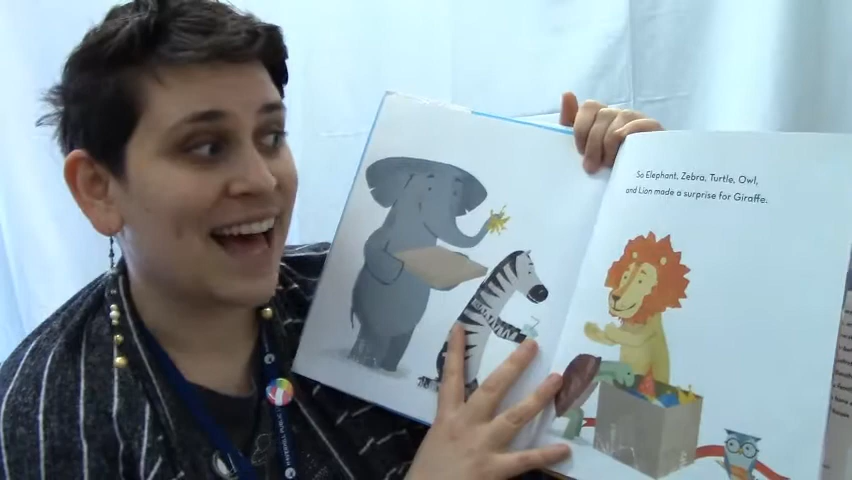 So Elephant, Zebra, Turtle, Owl,
and Lion made a surprise for Giraffe.